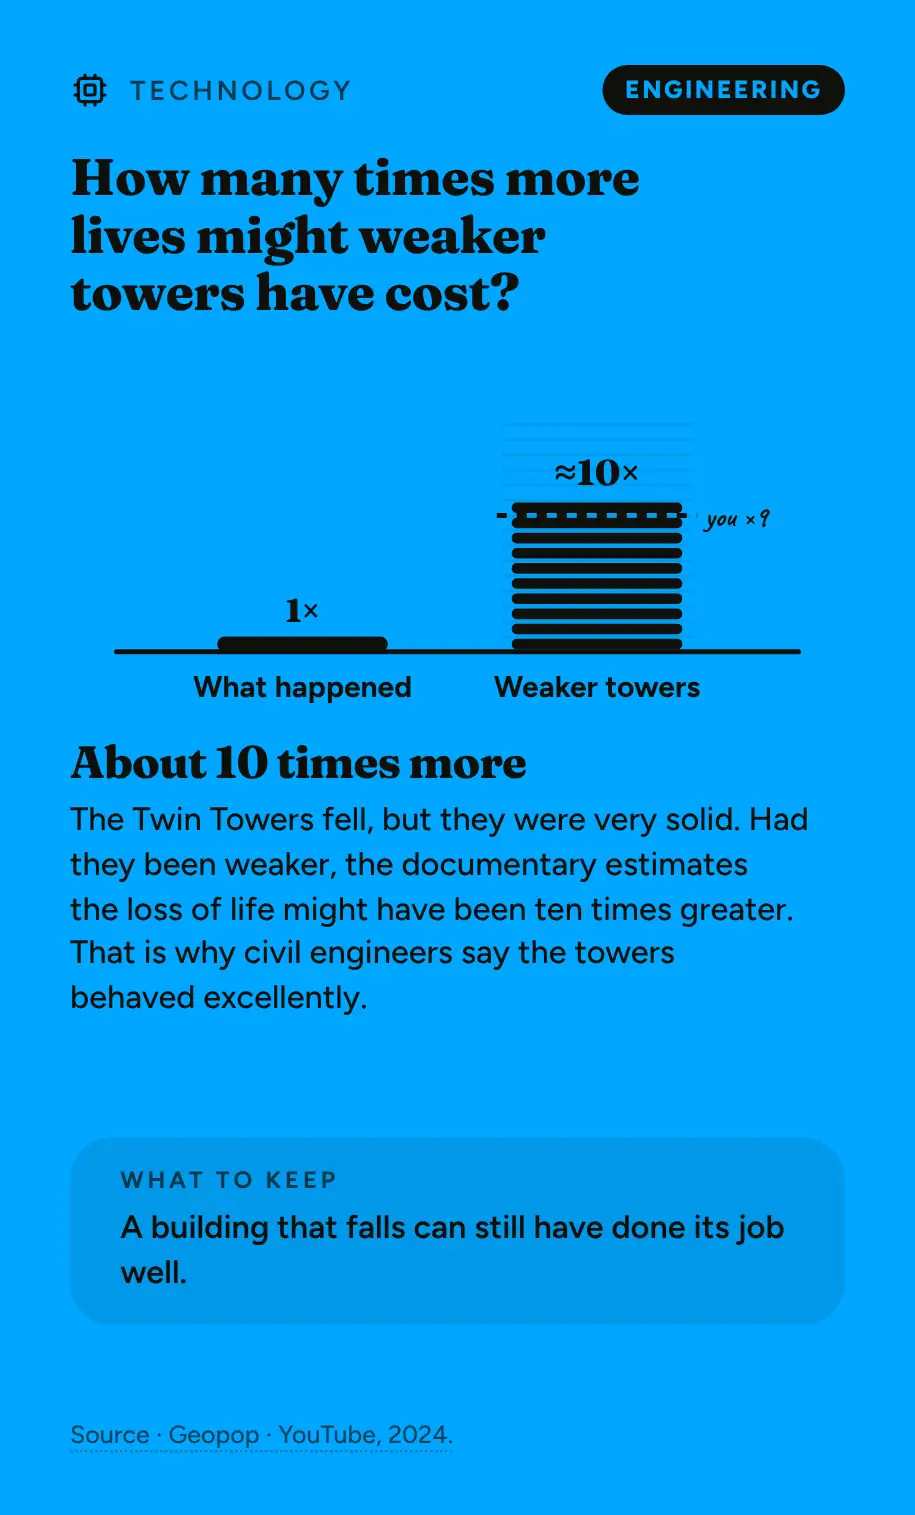 TECHNOLOGY
ENGINEERING
How many times more
lives might weaker
towers have cost?
≈10×
you ×9
1×
What happened
Weaker towers
About 10 times more
The Twin Towers fell, but they were very solid. Had
they been weaker, the documentary estimates
the loss of life might have been ten times greater.
That is why civil engineers say the towers
behaved excellently.
WHAT TO KEEP
A building that falls can still have done its job
well.
Source · Geopop · YouTube, 2024.